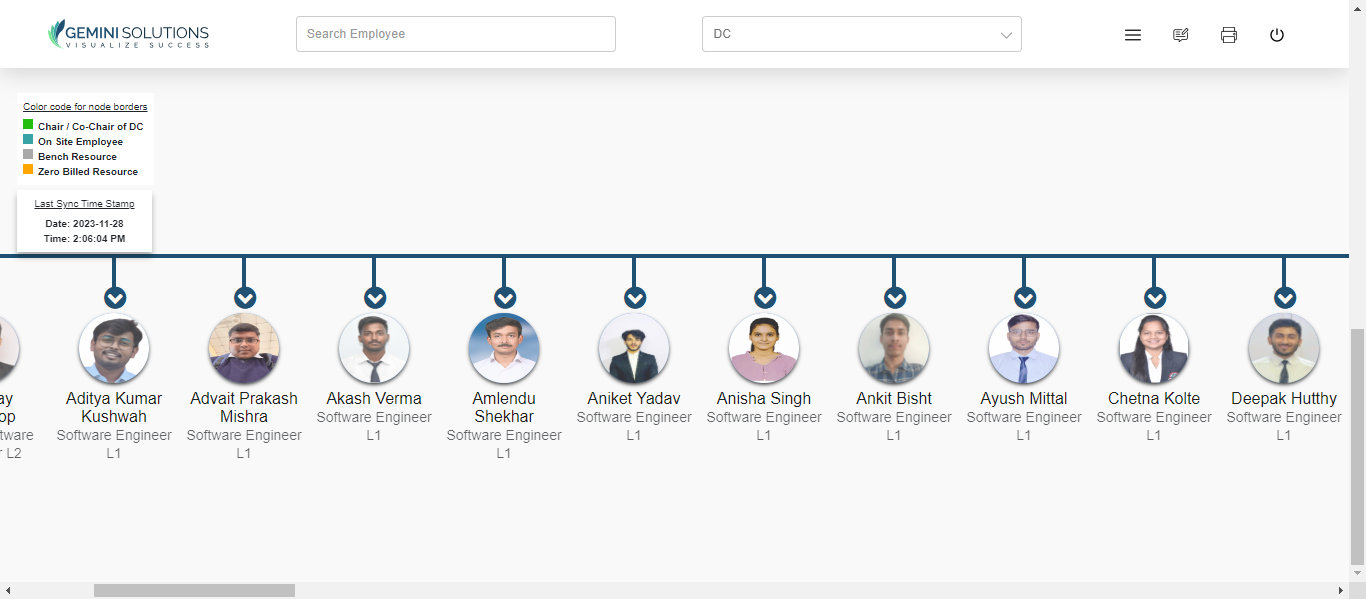 GEMINI SOLUTIONS
VISUALIZE SUCCESS
Search Employee
DC
Color code for node borders
Chair / Co-Chair of DC
On Site Employee
Bench Resource
Zero Billed Resource
Last Sync Time Stamp
Date: 2023-11-28
Time: 2:06:04 PM
ay
op
tware
r L2
Aditya Kumar
Kushwah
Software Engineer
L1
Advait Prakash
Mishra
Software Engineer
L1
Akash Verma
Software Engineer
L1
Amlendu
Shekhar
Software Engineer
L1
Aniket Yadav
Software Engineer
L1
Anisha Singh
Software Engineer
L1
Ankit Bisht
Software Engineer
L1
Ayush Mittal
Software Engineer
L1
Chetna Kolte
Software Engineer
L1
Deepak Hutthy
Software Engineer
L1